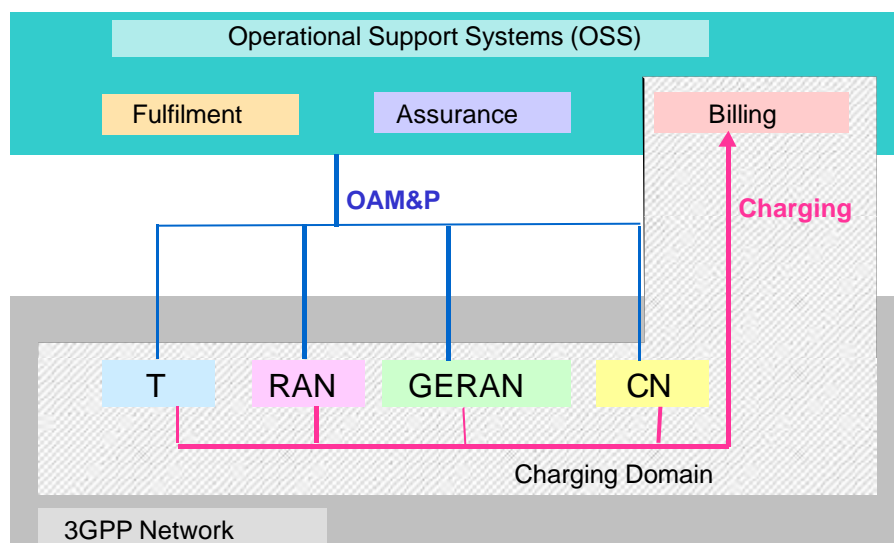 Operational Support Systems (OSS)
Fulfilment
Assurance
Billing
OAM&P
Charging
T
RAN
GERAN
CN
Charging Domain
3GPP Network